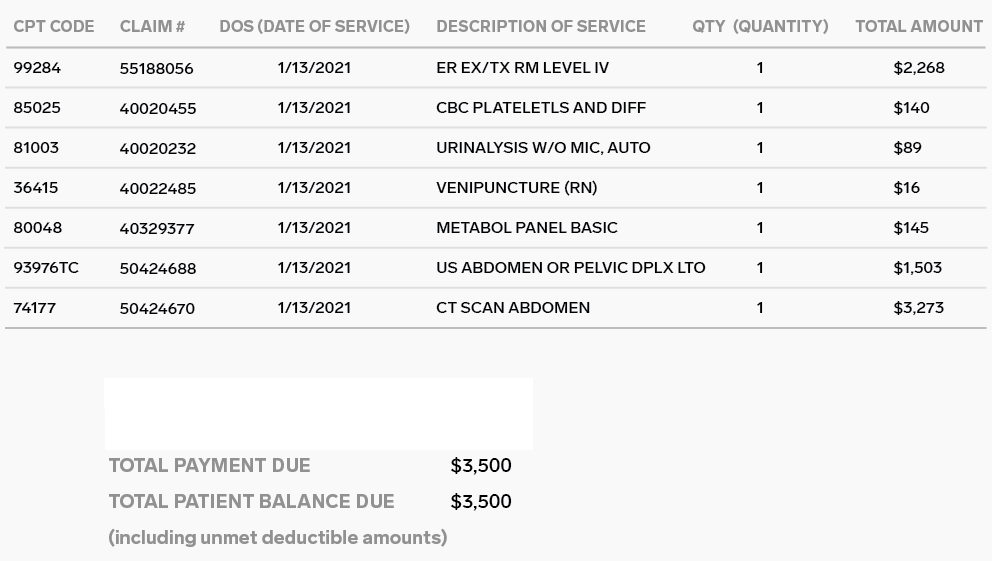 CPT CODE CLAIM # DOS (DATE OF SERVICE) DESCRIPTION OF SERVICE QTY (QUANTITY) TOTAL AMOUNT
99284 55188056 1/13/2021 ER EX/TX RM LEVEL IV 1 $2,268
85025 40020455 1/13/2021 CBC PLATELETLS AND DIFF 1 $140
81003 40020232 1/13/2021 URINALYSIS W/O MIC, AUTO 1 $89
36415 40022485 1/13/2021 VENIPUNCTURE (RN) 1 $16
80048 40329377 1/13/2021 METABOL PANEL BASIC 1 $145
93976TC 50424688 1/13/2021 US ABDOMEN OR PELVIC DPLX LTO 1 $1,503
74177 50424670 1/13/2021 CT SCAN ABDOMEN 1 $3,273
TOTAL PAYMENT DUE $3,500
TOTAL PATIENT BALANCE DUE $3,500
(including unmet deductible amounts)